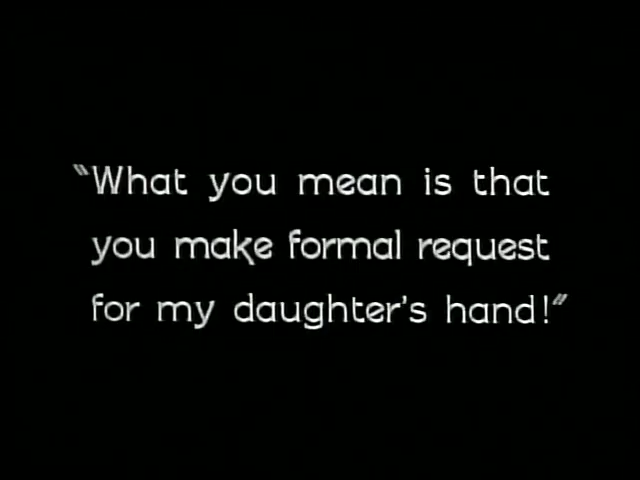 "What you mean is that
you make formal request
for my daughter's hand!"